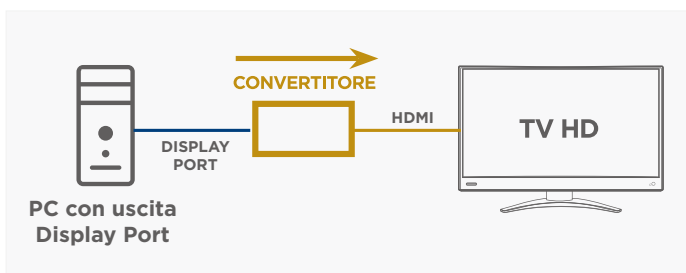 CONVERTITORE
HDMI
DISPLAY
PORT
TV HD
PC con uscita
Display Port